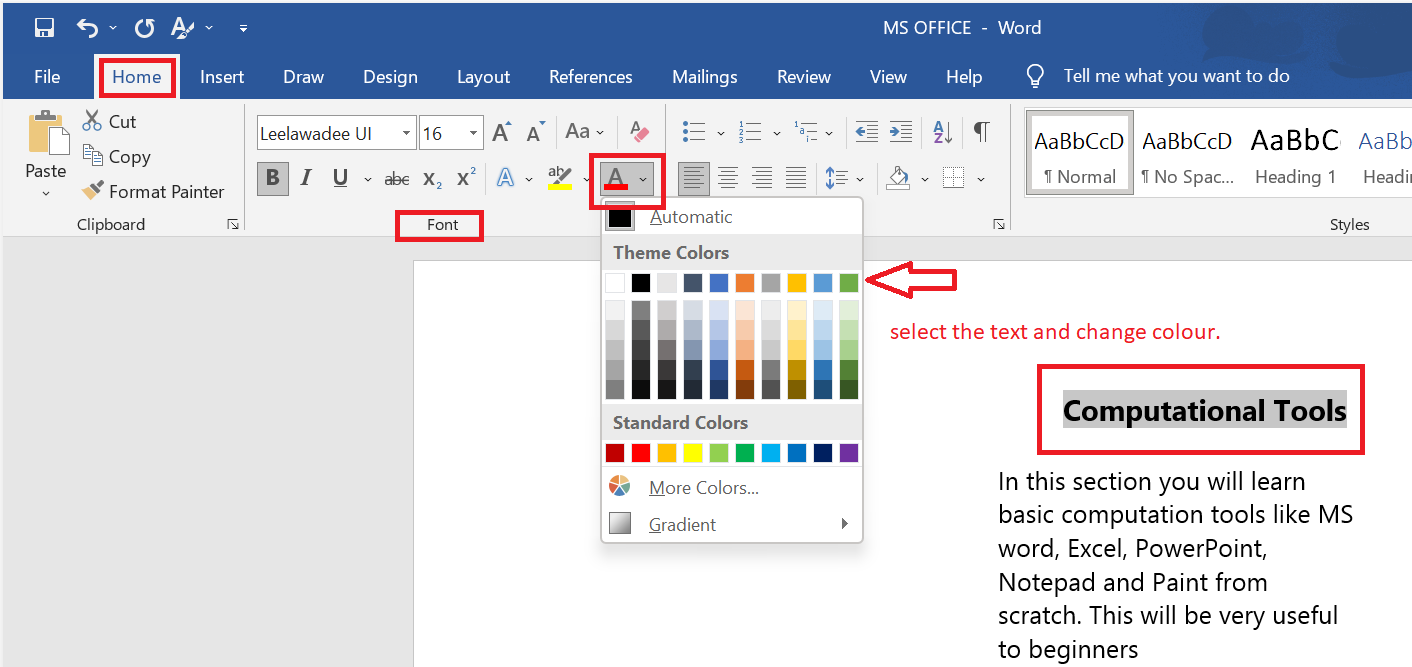 MS OFFICE - Word
File Home Insert Draw Design Layout References Mailings Review View Help Tell me what you want to do
Paste
Cut
Copy
Format Painter
Clipboard
Leelawadee UI 16 A A Aa A
B I U abc X2 X2 A ab A
Font
A Z ¶
AaBbCcD AaBbCcD AaBbC AaBb
¶ Normal ¶ No Spac... Heading 1 Headi
Styles
Automatic
Theme Colors
Standard Colors
More Colors...
Gradient
select the text and change colour.
Computational Tools
In this section you will learn
basic computation tools like MS
word, Excel, PowerPoint,
Notepad and Paint from
scratch. This will be very useful
to beginners